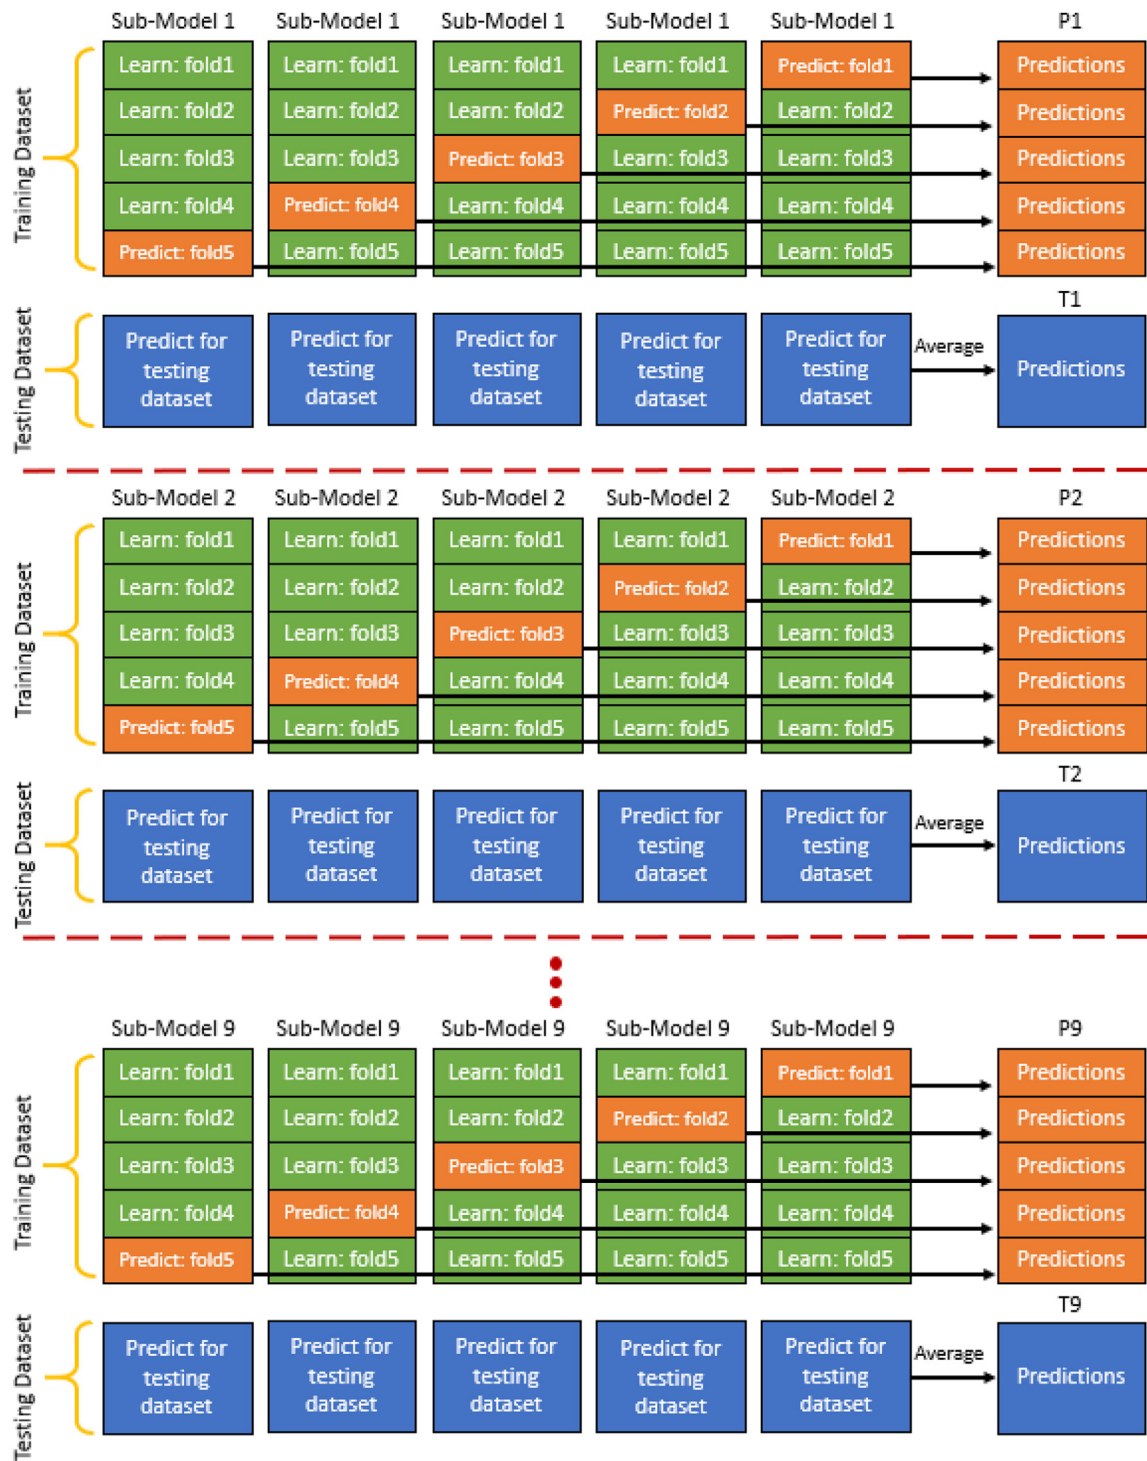 Sub-Model 1 Sub-Model 1 Sub-Model 1 Sub-Model 1 Sub-Model 1 P1
Training Dataset
Learn: fold1 Learn: fold1 Learn: fold1 Learn: fold1 Predict: fold1 Predictions
Learn: fold2 Learn: fold2 Learn: fold2 Predict: fold2 Learn: fold2 Predictions
Learn: fold3 Learn: fold3 Predict: fold3 Learn: fold3 Learn: fold3 Predictions
Learn: fold4 Predict: fold4 Learn: fold4 Learn: fold4 Learn: fold4 Predictions
Predict: fold5 Learn: fold5 Learn: fold5 Learn: fold5 Learn: fold5 Predictions
T1
Testing Dataset
Predict for Predict for Predict for Predict for Predict for Average
testing testing testing testing testing Predictions
dataset dataset dataset dataset dataset
Sub-Model 2 Sub-Model 2 Sub-Model 2 Sub-Model 2 Sub-Model 2 P2
Training Dataset
Learn: fold1 Learn: fold1 Learn: fold1 Learn: fold1 Predict: fold1 Predictions
Learn: fold2 Learn: fold2 Learn: fold2 Predict: fold2 Learn: fold2 Predictions
Learn: fold3 Learn: fold3 Predict: fold3 Learn: fold3 Learn: fold3 Predictions
Learn: fold4 Predict: fold4 Learn: fold4 Learn: fold4 Learn: fold4 Predictions
Predict: fold5 Learn: fold5 Learn: fold5 Learn: fold5 Learn: fold5 Predictions
T2
Testing Dataset
Predict for Predict for Predict for Predict for Predict for Average
testing testing testing testing testing Predictions
dataset dataset dataset dataset dataset
Sub-Model 9 Sub-Model 9 Sub-Model 9 Sub-Model 9 Sub-Model 9 P9
Training Dataset
Learn: fold1 Learn: fold1 Learn: fold1 Learn: fold1 Predict: fold1 Predictions
Learn: fold2 Learn: fold2 Learn: fold2 Predict: fold2 Learn: fold2 Predictions
Learn: fold3 Learn: fold3 Predict: fold3 Learn: fold3 Learn: fold3 Predictions
Learn: fold4 Predict: fold4 Learn: fold4 Learn: fold4 Learn: fold4 Predictions
Predict: fold5 Learn: fold5 Learn: fold5 Learn: fold5 Learn: fold5 Predictions
T9
Testing Dataset
Predict for Predict for Predict for Predict for Predict for Average
testing testing testing testing testing Predictions
dataset dataset dataset dataset dataset